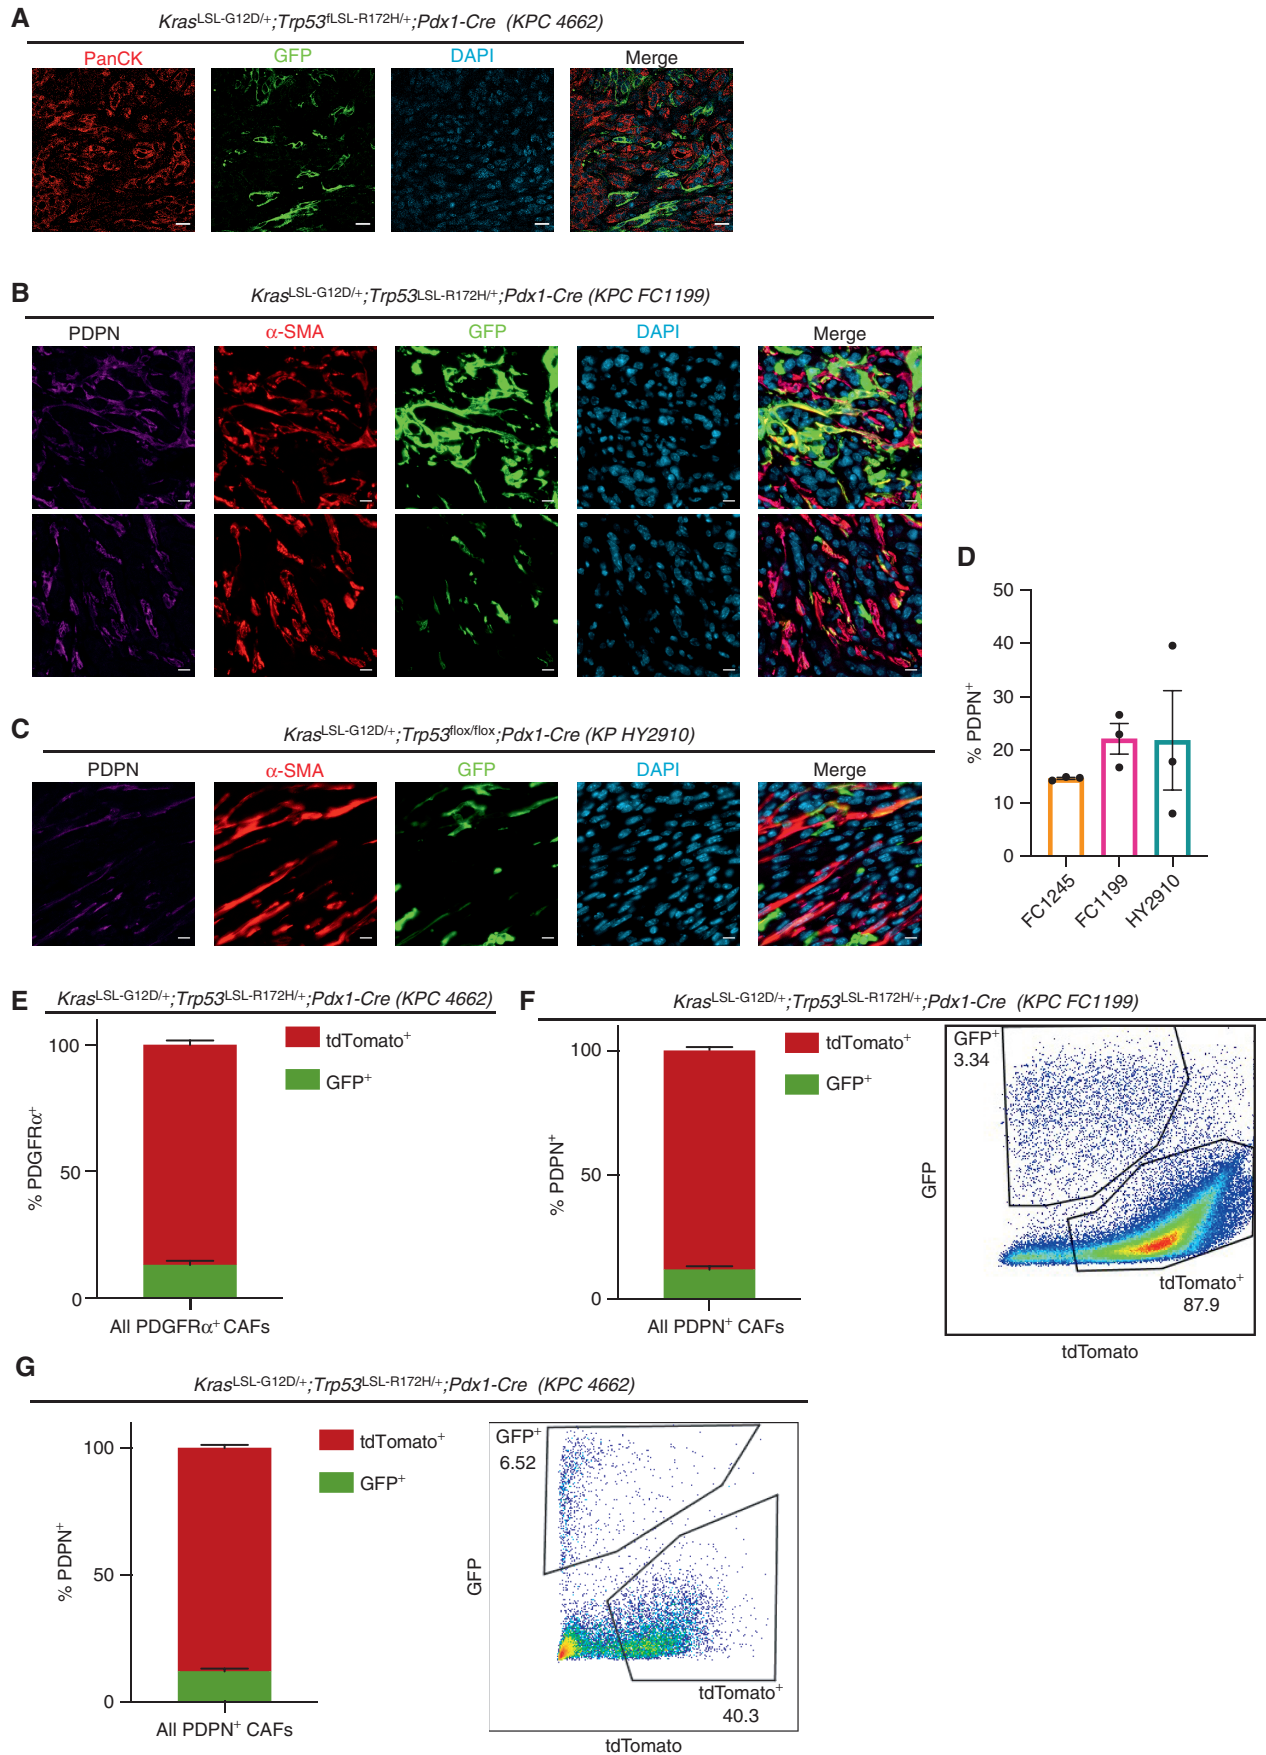 A
Kras^LSL-G12D/+;Trp53^fLSL-R172H/+;Pdx1-Cre (KPC 4662)
PanCK GFP DAPI Merge
B
Kras^LSL-G12D/+;Trp53^LSL-R172H/+;Pdx1-Cre (KPC FC1199)
PDPN α-SMA GFP DAPI Merge
C
Kras^LSL-G12D/+;Trp53^flox/flox;Pdx1-Cre (KP HY2910)
PDPN α-SMA GFP DAPI Merge
D
% PDPN⁺
50
40
30
20
10
0
FC1245 FC1199 HY2910
E
Kras^LSL-G12D/+;Trp53^LSL-R172H/+;Pdx1-Cre (KPC 4662)
% PDGFRα⁺
100
50
0
tdTomato⁺
GFP⁺
All PDGFRα⁺ CAFs
F
Kras^LSL-G12D/+;Trp53^LSL-R172H/+;Pdx1-Cre (KPC FC1199)
% PDPN⁺
100
50
0
tdTomato⁺
GFP⁺
All PDPN⁺ CAFs
GFP⁺
3.34
GFP
tdTomato⁺
87.9
tdTomato
G
Kras^LSL-G12D/+;Trp53^LSL-R172H/+;Pdx1-Cre (KPC 4662)
% PDPN⁺
100
50
0
tdTomato⁺
GFP⁺
All PDPN⁺ CAFs
GFP⁺
6.52
GFP
tdTomato⁺
40.3
tdTomato